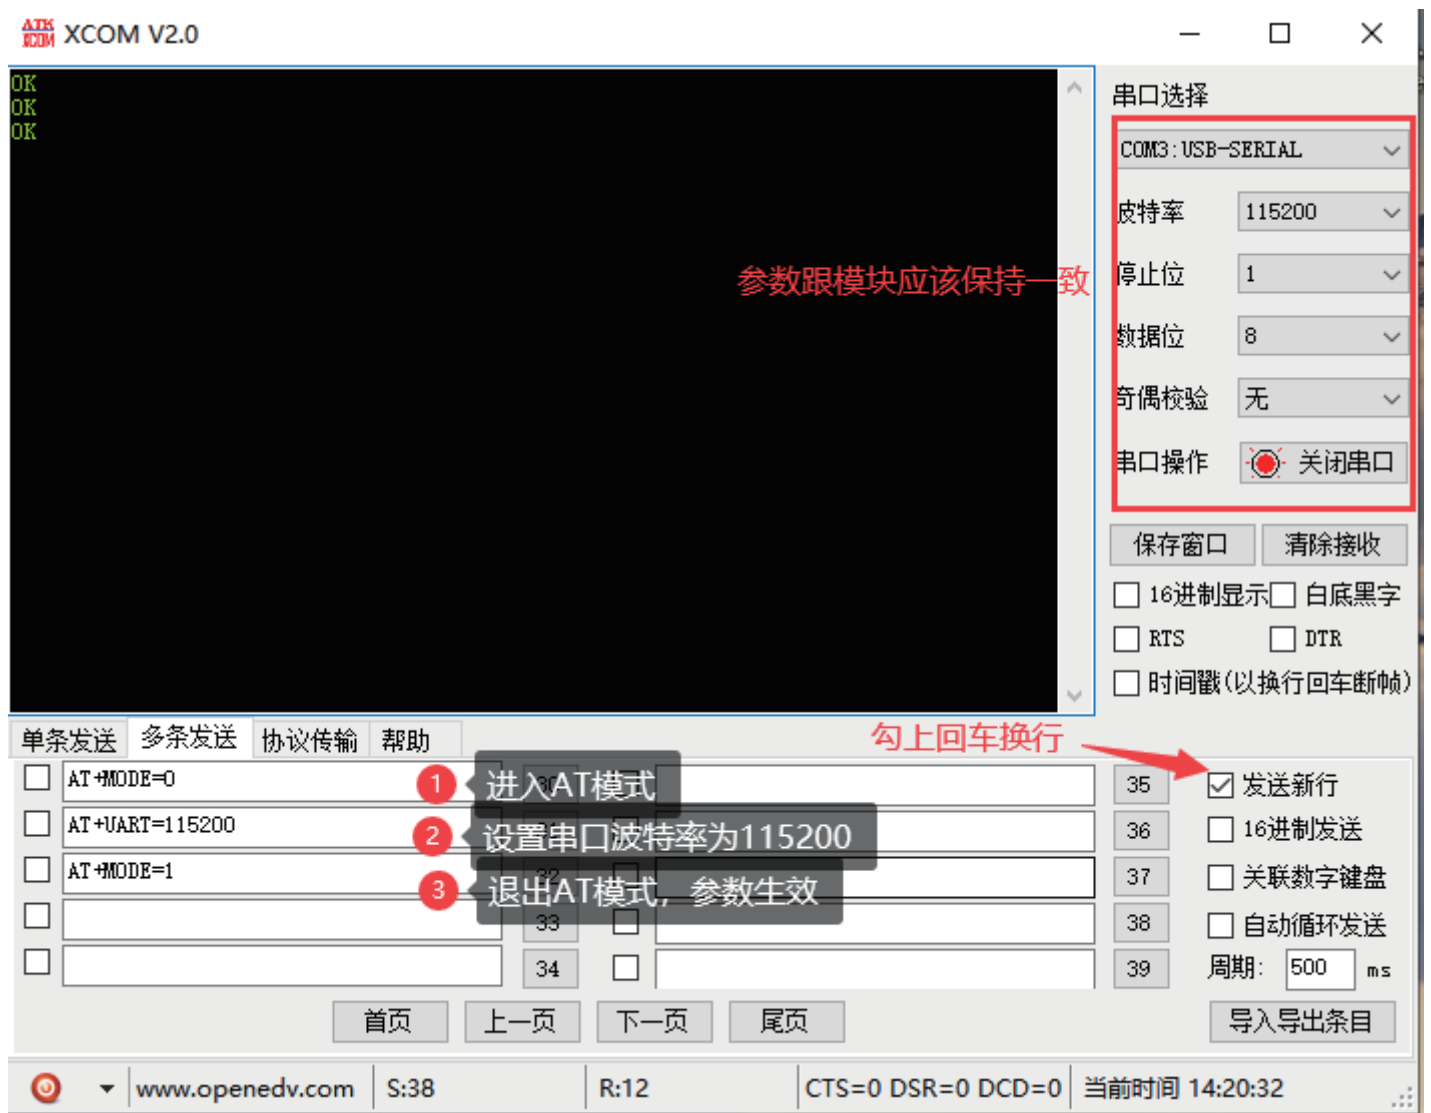 ATK XCOM XCOM V2.0
OK
OK
OK
串口选择
COM3:USB-SERIAL
波特率 115200
参数跟模块应该保持一致
停止位 1
数据位 8
奇偶校验 无
串口操作 关闭串口
保存窗口 清除接收
16进制显示 白底黑字
RTS DTR
时间戳(以换行回车断帧)
单条发送 多条发送 协议传输 帮助
勾上回车换行
AT+MODE=0 1 进入AT模式 35 发送新行
AT+UART=115200 2 设置串口波特率为115200 36 16进制发送
AT+MODE=1 3 退出AT模式，参数生效 37 关联数字键盘
33 38 自动循环发送
34 39 周期: 500 ms
首页 上一页 下一页 尾页 导入导出条目
www.openedv.com S:38 R:12 CTS=0 DSR=0 DCD=0 当前时间 14:20:32